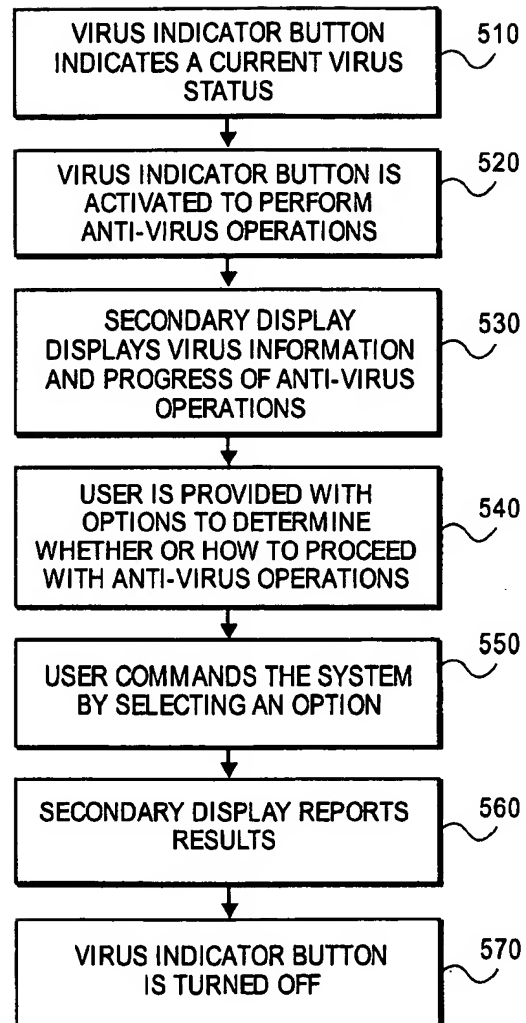 VIRUS INDICATOR BUTTON
INDICATES A CURRENT VIRUS
STATUS
510
VIRUS INDICATOR BUTTON IS
ACTIVATED TO PERFORM
ANTI-VIRUS OPERATIONS
520
SECONDARY DISPLAY
DISPLAYS VIRUS INFORMATION
AND PROGRESS OF ANTI-VIRUS
OPERATIONS
530
USER IS PROVIDED WITH
OPTIONS TO DETERMINE
WHETHER OR HOW TO PROCEED
WITH ANTI-VIRUS OPERATIONS
540
USER COMMANDS THE SYSTEM
BY SELECTING AN OPTION
550
SECONDARY DISPLAY REPORTS
RESULTS
560
VIRUS INDICATOR BUTTON
IS TURNED OFF
570